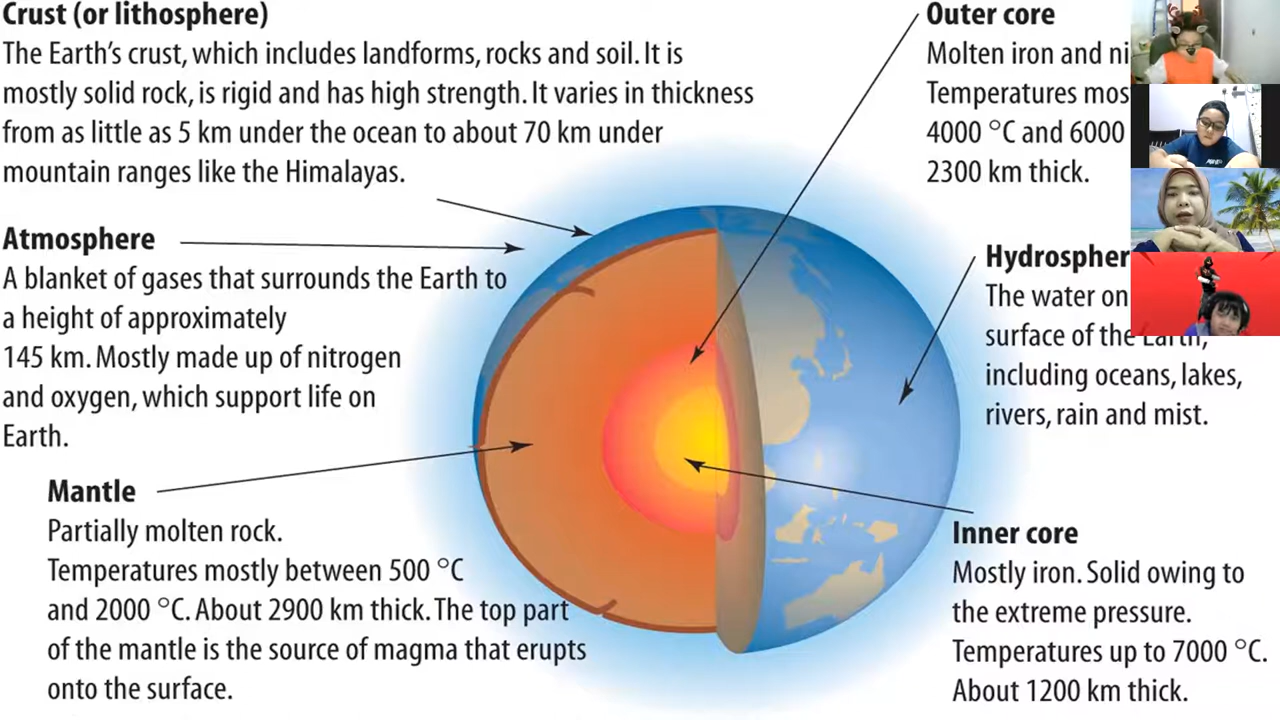 Crust (or lithosphere)
The Earth's crust, which includes landforms, rocks and soil. It is
mostly solid rock, is rigid and has high strength. It varies in thickness
from as little as 5 km under the ocean to about 70 km under
mountain ranges like the Himalayas.
Atmosphere
A blanket of gases that surrounds the Earth to
a height of approximately
145 km. Mostly made up of nitrogen
and oxygen, which support life on
Earth.
Mantle
Partially molten rock.
Temperatures mostly between 500 °C
and 2000 °C. About 2900 km thick. The top part
of the mantle is the source of magma that erupts
onto the surface.
Outer core
Molten iron and
Temperatures
4000 °C and 6000
2300 km thick.
The water on
surface of the Earth,
including oceans, lakes,
rivers, rain and mist.
Inner core
Mostly iron. Solid owing to
the extreme pressure.
Temperatures up to 7000 °C.
About 1200 km thick.